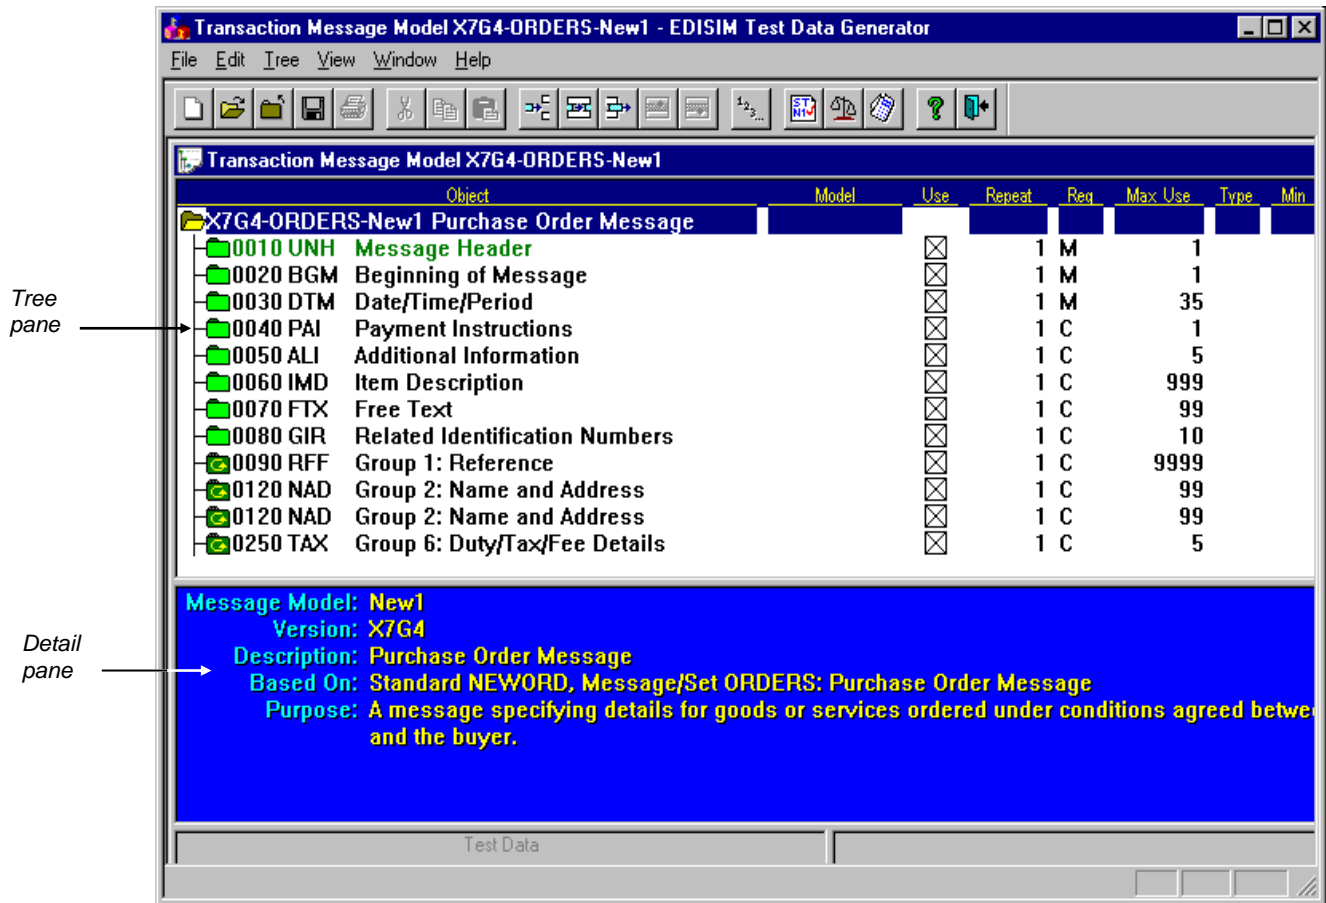 Transaction Message Model X7G4-ORDERS-New1 - EDISIM Test Data Generator
File Edit Tree View Window Help
1 2 3... ST N1
Transaction Message Model X7G4-ORDERS-New1
Object Model Use Repeat Req Max Use Type Min
X7G4-ORDERS-New1 Purchase Order Message
0010 UNH Message Header 1 M 1
0020 BGM Beginning of Message 1 M 1
0030 DTM Date/Time/Period 1 M 35
0040 PAI Payment Instructions 1 C 1
0050 ALI Additional Information 1 C 5
0060 IMD Item Description 1 C 999
0070 FTX Free Text 1 C 99
0080 GIR Related Identification Numbers 1 C 10
0090 RFF Group 1: Reference 1 C 9999
0120 NAD Group 2: Name and Address 1 C 99
0120 NAD Group 2: Name and Address 1 C 99
0250 TAX Group 6: Duty/Tax/Fee Details 1 C 5
Tree
pane
Message Model: New1
Version: X7G4
Description: Purchase Order Message
Based On: Standard NEWORD, Message/Set ORDERS: Purchase Order Message
Purpose: A message specifying details for goods or services ordered under conditions agreed betwe
and the buyer.
Detail
pane
Test Data